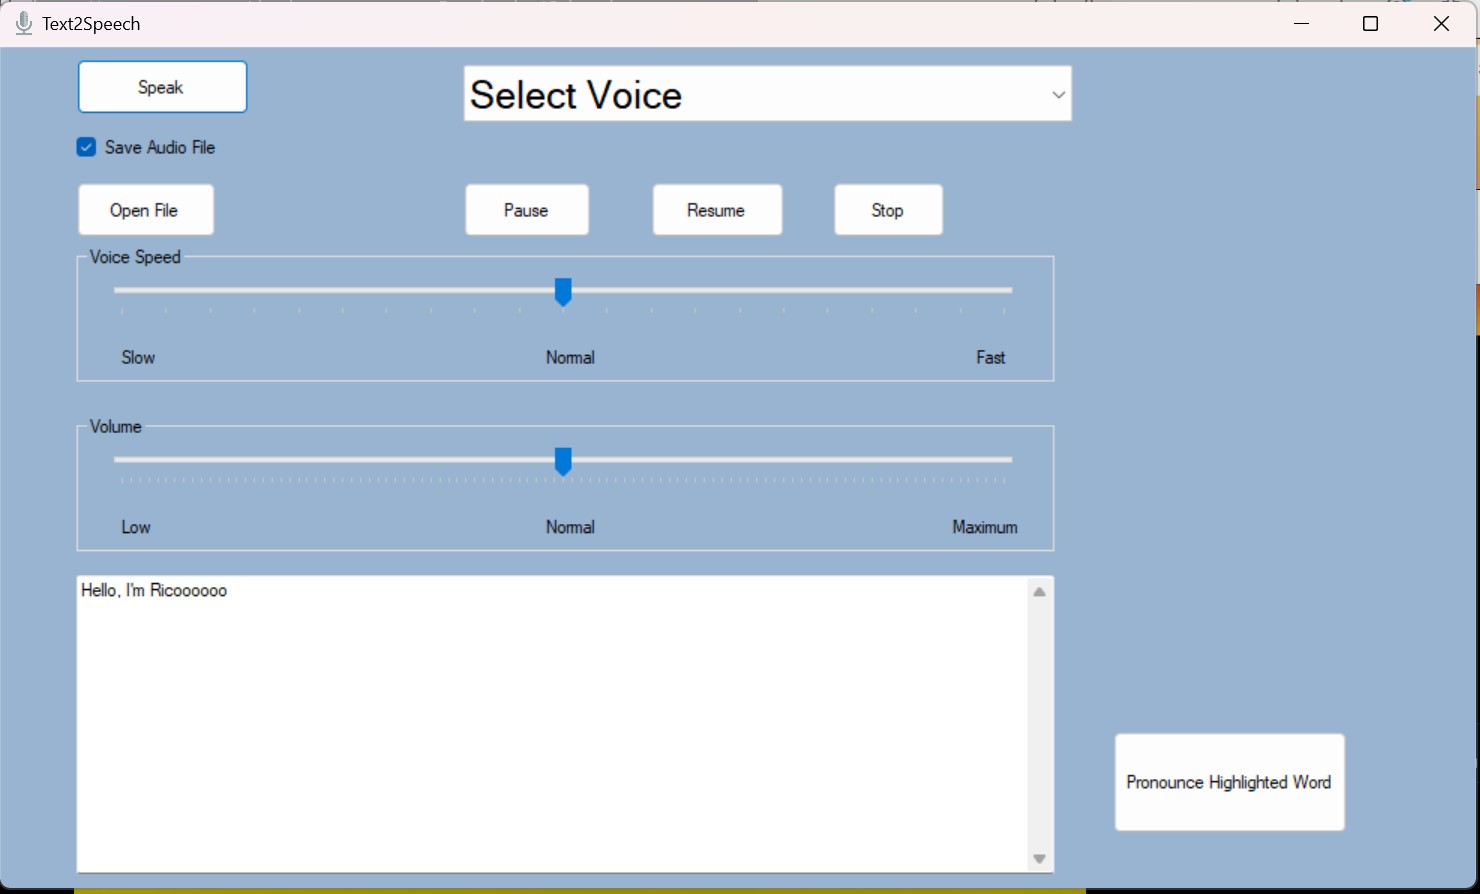 Text2Speech
Speak
Select Voice
Save Audio File
Open File
Pause
Resume
Stop
Voice Speed
Slow
Normal
Fast
Volume
Low
Normal
Maximum
Hello, I'm Ricoooooo
Pronounce Highlighted Word